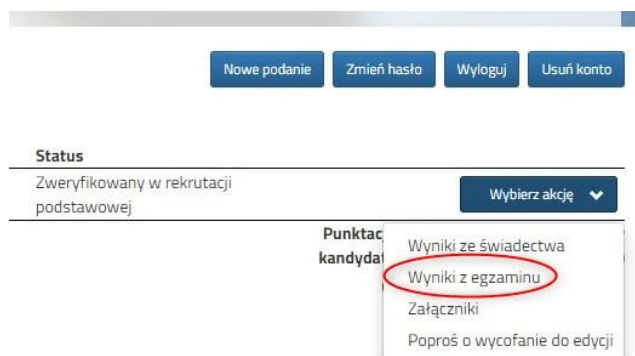 Nowe podanie Zmień hasło Wyloguj Usuń konto
Status
Zweryfikowany w rekrutacji
podstawowej
Wybierz akcję
Wyniki ze świadectwa
Wyniki z egzaminu
Załączniki
Poproś o wycofanie do edycji